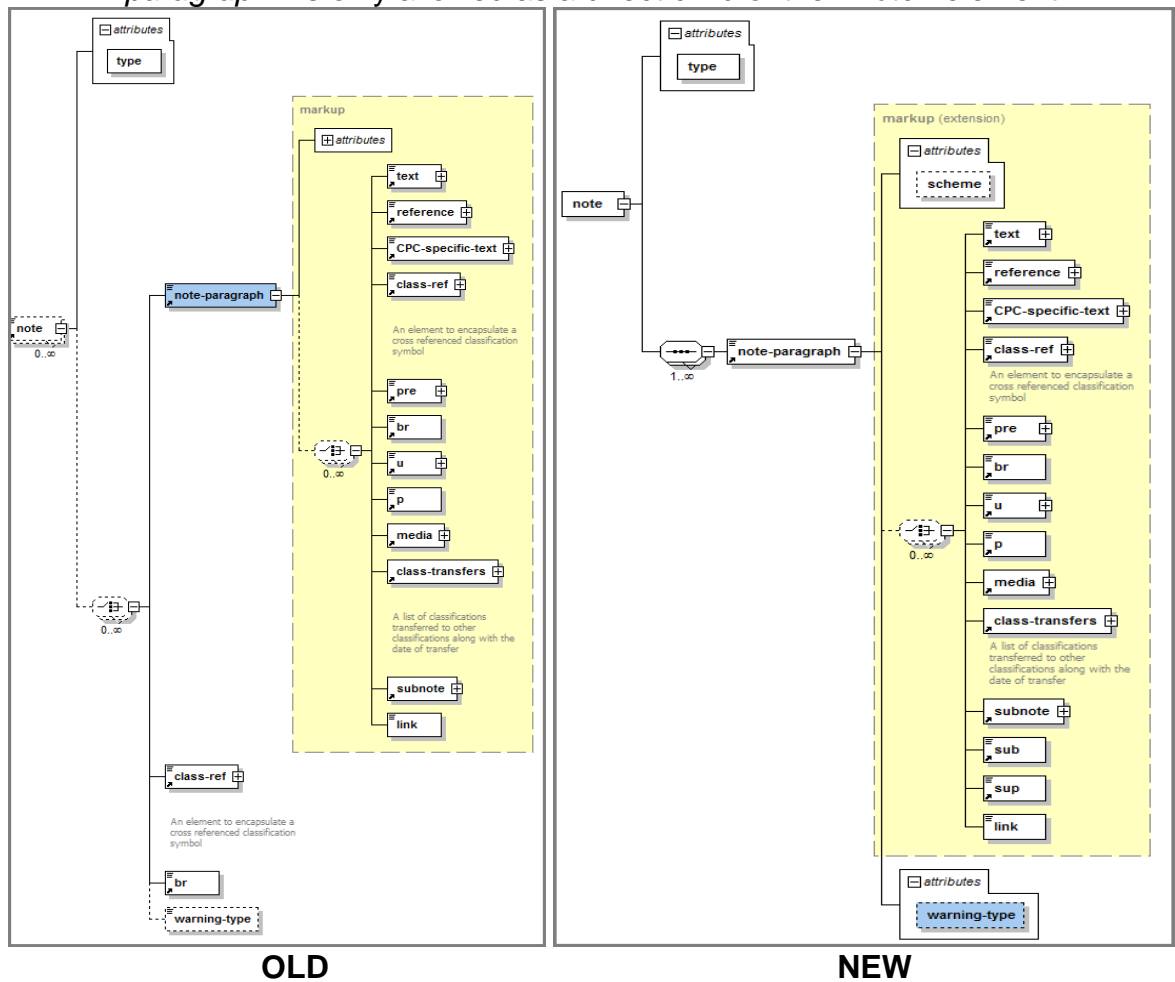 attributes
type
markup
attributes
text
reference
CPC-specific-text
class-ref
An element to encapsulate a
cross referenced classification
symbol
note-paragraph
note
0..∞
pre
br
u
p
media
class-transfers
A list of classifications
transferred to other
classifications along with the
date of transfer
subnote
link
0..∞
0..∞
class-ref
An element to encapsulate a
cross referenced classification
symbol
br
warning-type
OLD
attributes
type
markup (extension)
attributes
scheme
note
text
reference
CPC-specific-text
class-ref
An element to encapsulate a
cross referenced classification
symbol
note-paragraph
1..∞
pre
br
u
p
0..∞
media
class-transfers
A list of classifications
transferred to other
classifications along with the
date of transfer
subnote
sub
sup
link
attributes
warning-type
NEW